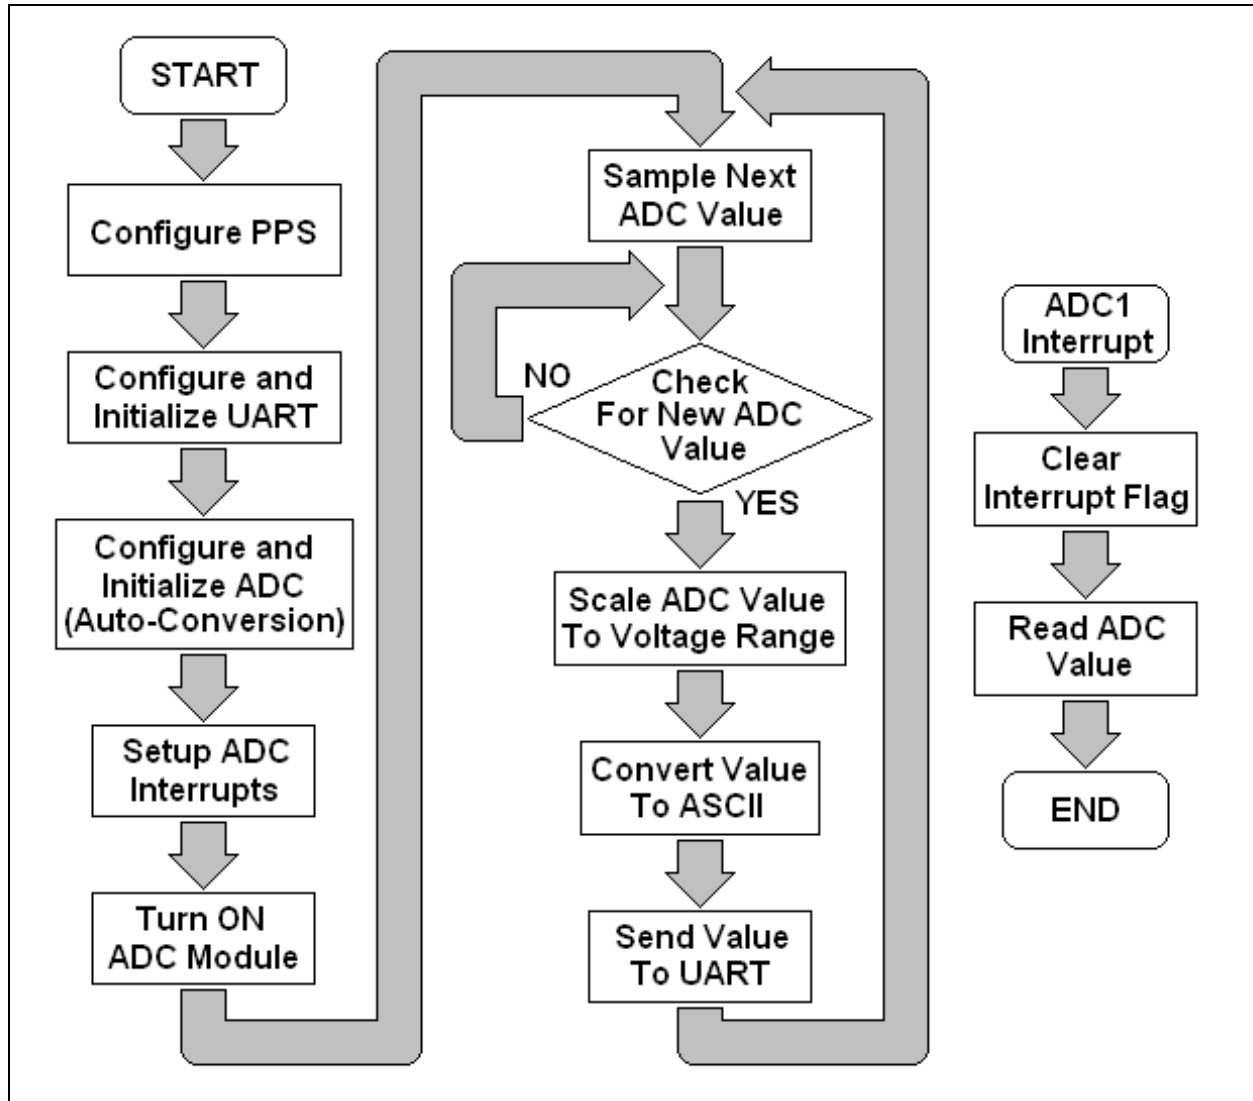 START
Configure PPS
Configure and
Initialize UART
Configure and
Initialize ADC
(Auto-Conversion)
Setup ADC
Interrupts
Turn ON
ADC Module
Sample Next
ADC Value
NO
Check
For New ADC
Value
YES
Scale ADC Value
To Voltage Range
Convert Value
To ASCII
Send Value
To UART
ADC1
Interrupt
Clear
Interrupt Flag
Read ADC
Value
END